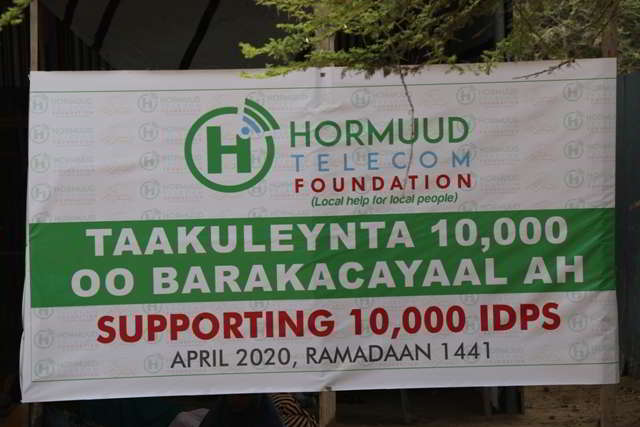 H
HORMUUD
TELECOM
FOUNDATION
(Local help for local people)
TAAKULEYNTA 10,000
OO BARAKACAYAAL AH
SUPPORTING 10,000 IDPS
APRIL 2020, RAMADAAN 1441